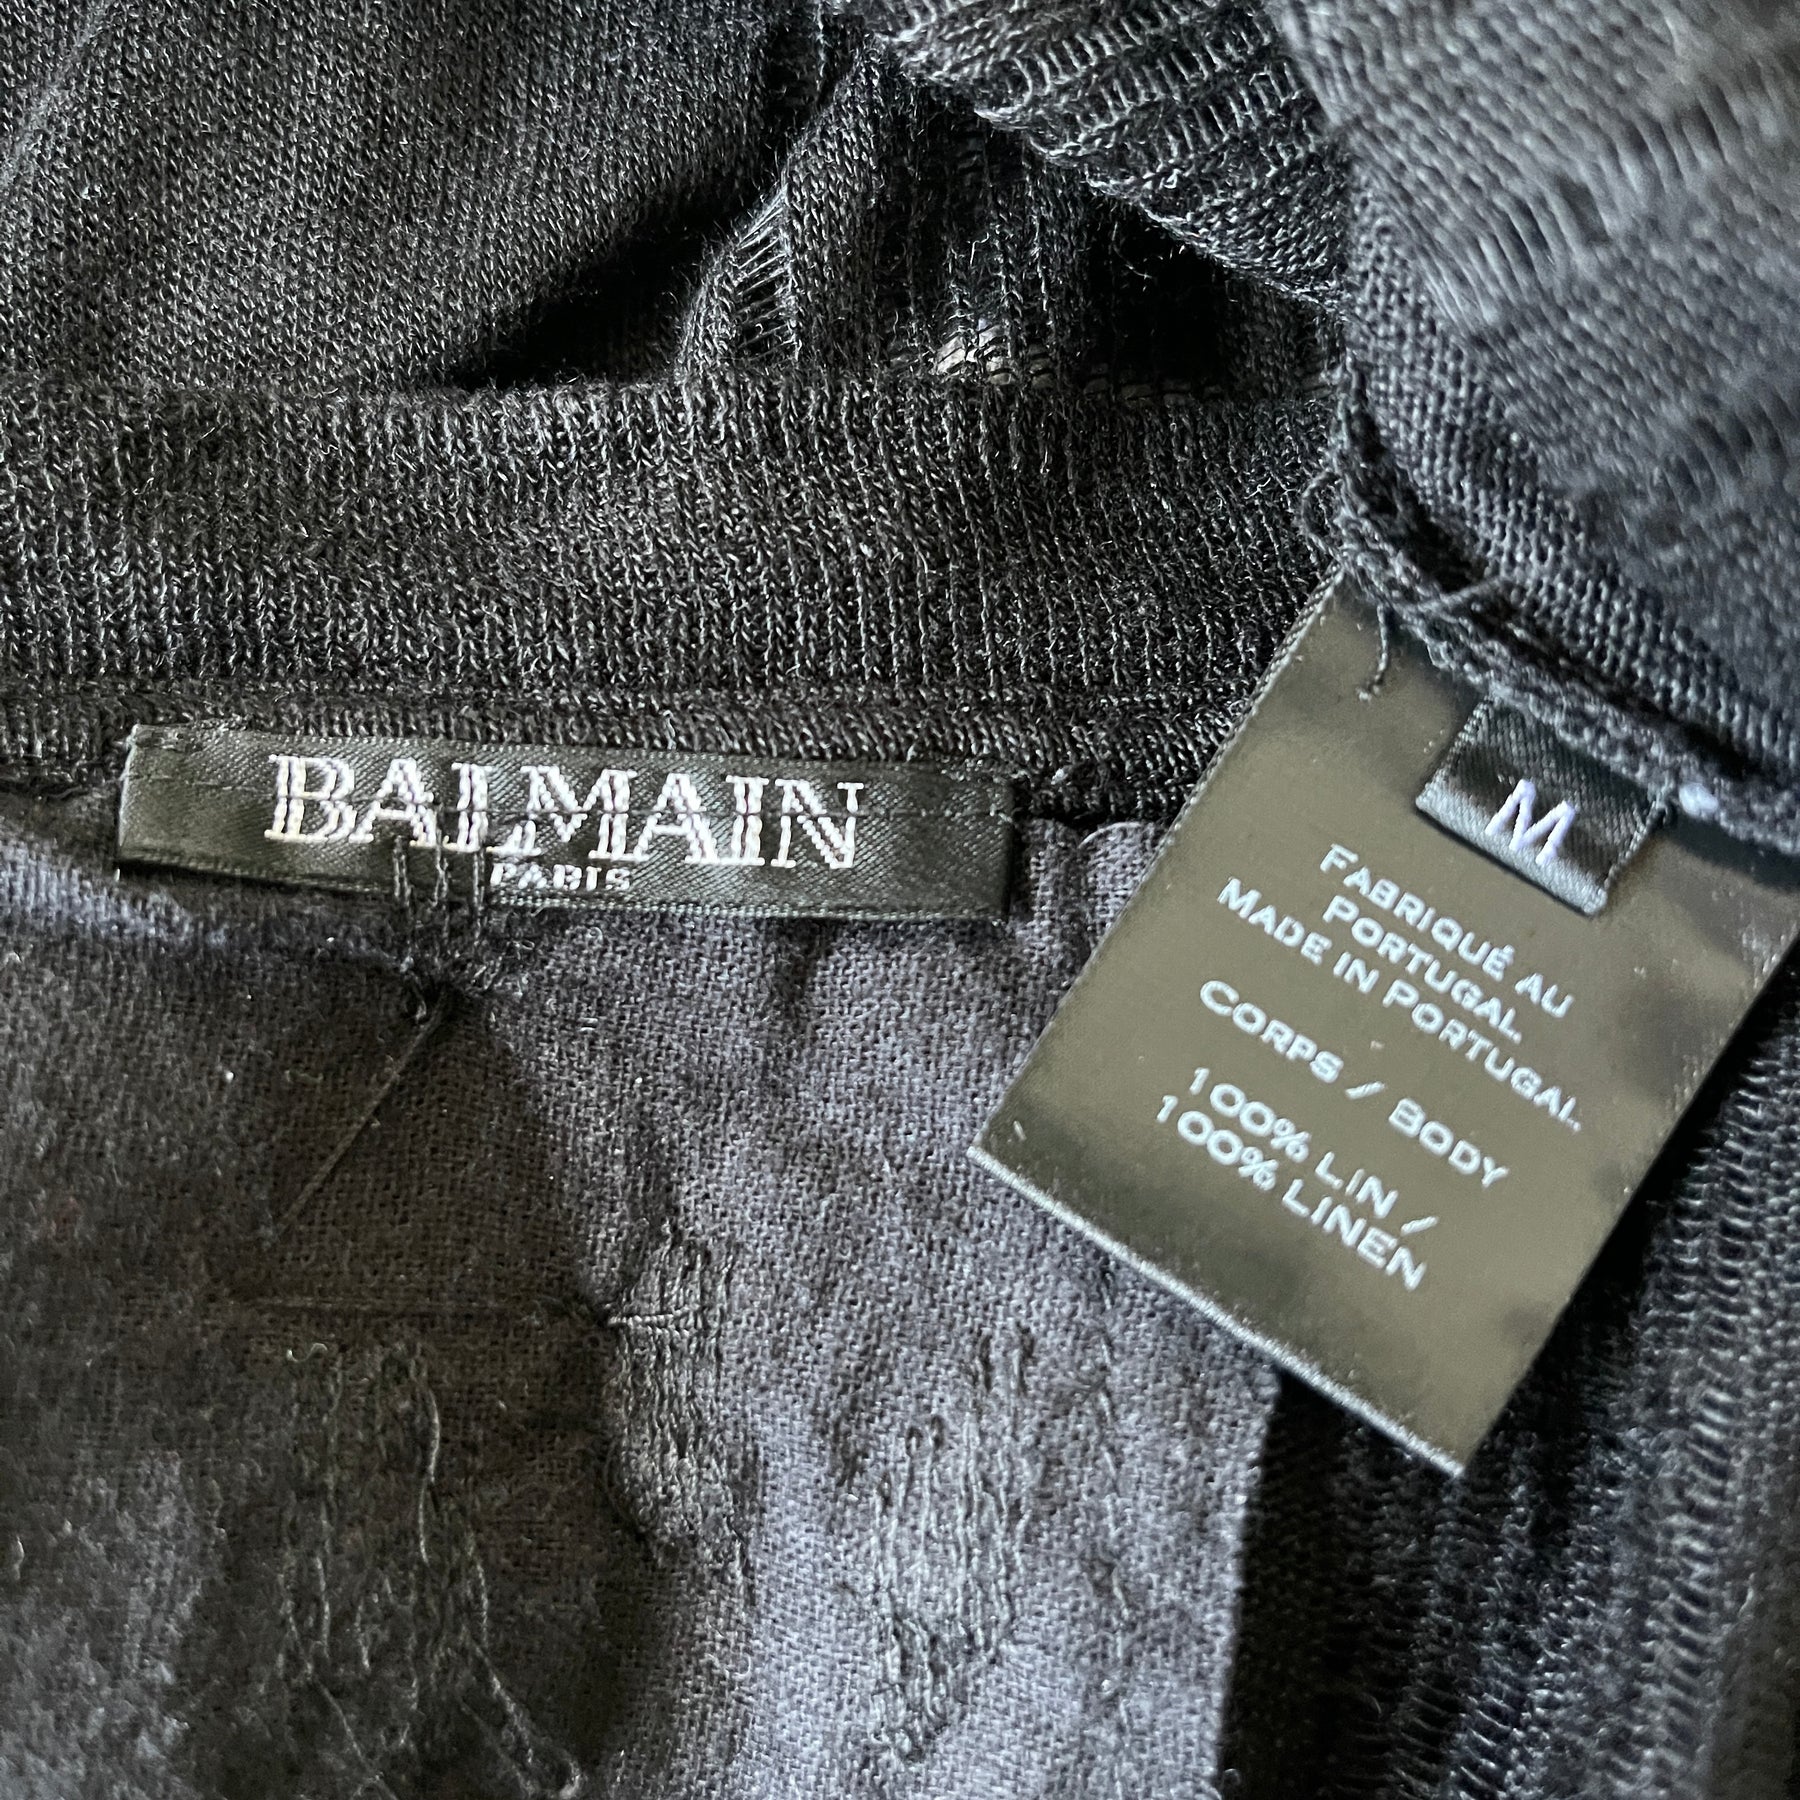 BALMAIN
PARIS
M
FABRIQUÉ AU
PORTUGAL
MADE IN PORTUGAL
CORPS / BODY
100% LIN /
100% LINEN